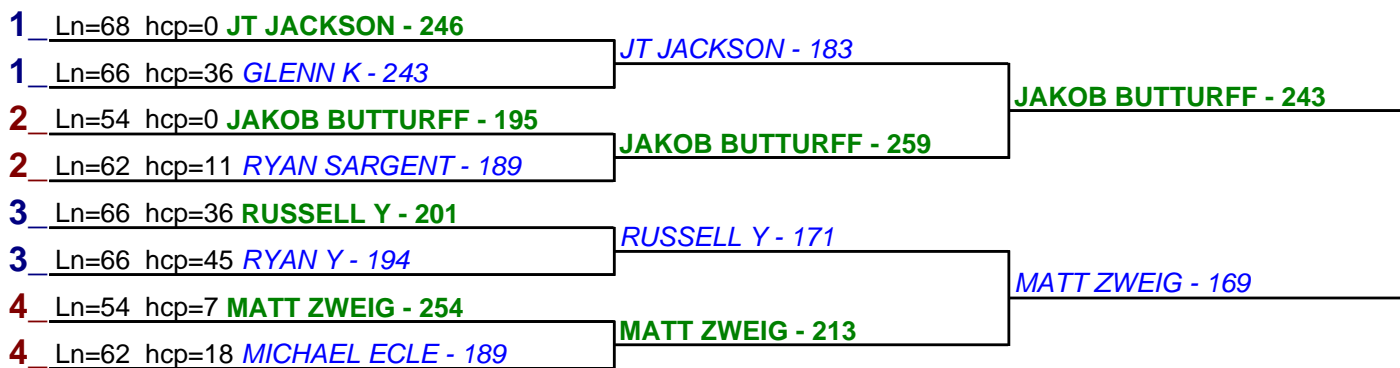 1_ Ln=68 hcp=0 JT JACKSON - 246
JT JACKSON - 183
1_ Ln=66 hcp=36 GLENN K - 243
JAKOB BUTTURFF - 243
2_ Ln=54 hcp=0 JAKOB BUTTURFF - 195
JAKOB BUTTURFF - 259
2_ Ln=62 hcp=11 RYAN SARGENT - 189
3_ Ln=66 hcp=36 RUSSELL Y - 201
RUSSELL Y - 171
3_ Ln=66 hcp=45 RYAN Y - 194
MATT ZWEIG - 169
4_ Ln=54 hcp=7 MATT ZWEIG - 254
MATT ZWEIG - 213
4_ Ln=62 hcp=18 MICHAEL ECLE - 189